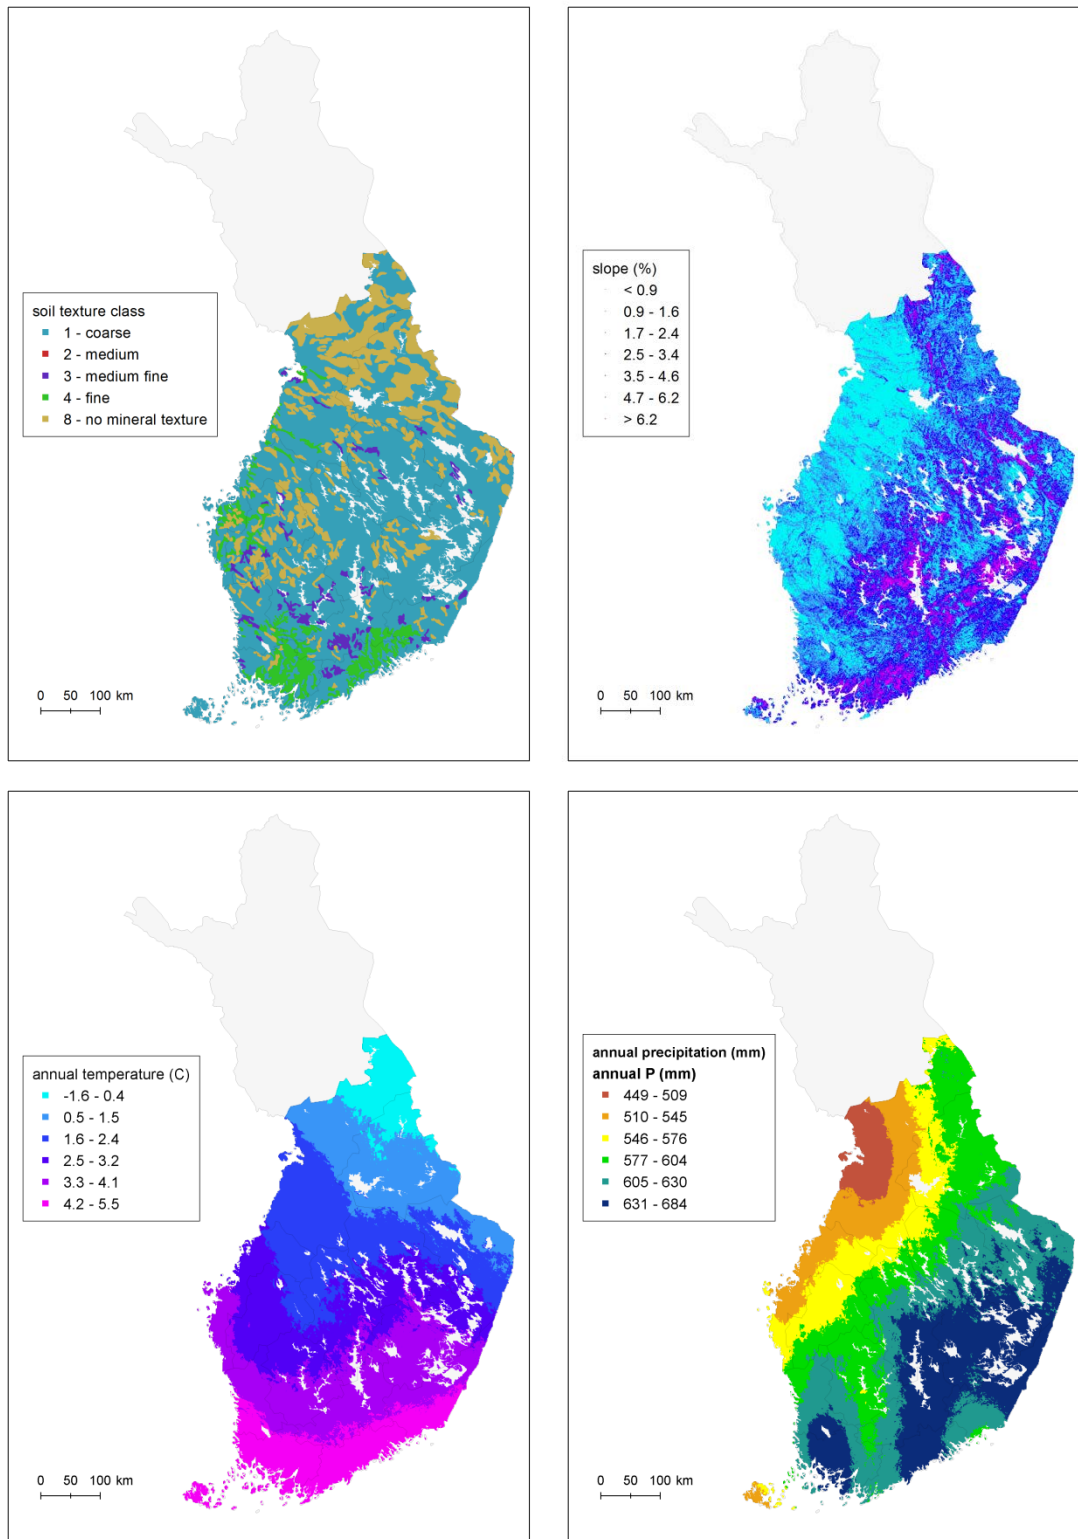 soil texture class
1 - coarse
2 - medium
3 - medium fine
4 - fine
8 - no mineral texture
0 50 100 km
slope (%)
< 0.9
0.9 - 1.6
1.7 - 2.4
2.5 - 3.4
3.5 - 4.6
4.7 - 6.2
> 6.2
0 50 100 km
annual temperature (C)
-1.6 - 0.4
0.5 - 1.5
1.6 - 2.4
2.5 - 3.2
3.3 - 4.1
4.2 - 5.5
0 50 100 km
annual precipitation (mm)
annual P (mm)
449 - 509
510 - 545
546 - 576
577 - 604
605 - 630
631 - 684
0 50 100 km